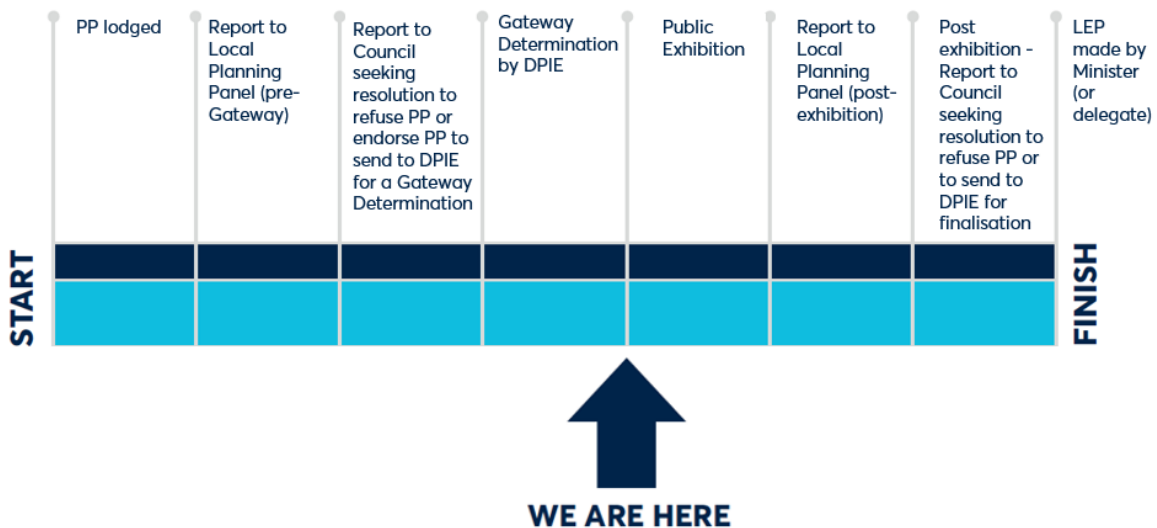 PP lodged
Report to
Local
Planning
Panel (pre-
Gateway)
Report to
Council
seeking
resolution to
refuse PP or
endorse PP to
send to DPIE
for a Gateway
Determination
Gateway
Determination
by DPIE
Public
Exhibition
Report to
Local
Planning
Panel (post-
exhibition)
Post
exhibition -
Report to
Council
seeking
resolution to
refuse PP or
to send to
DPIE for
finalisation
LEP
made by
Minister
(or
delegate)
START
FINISH
WE ARE HERE